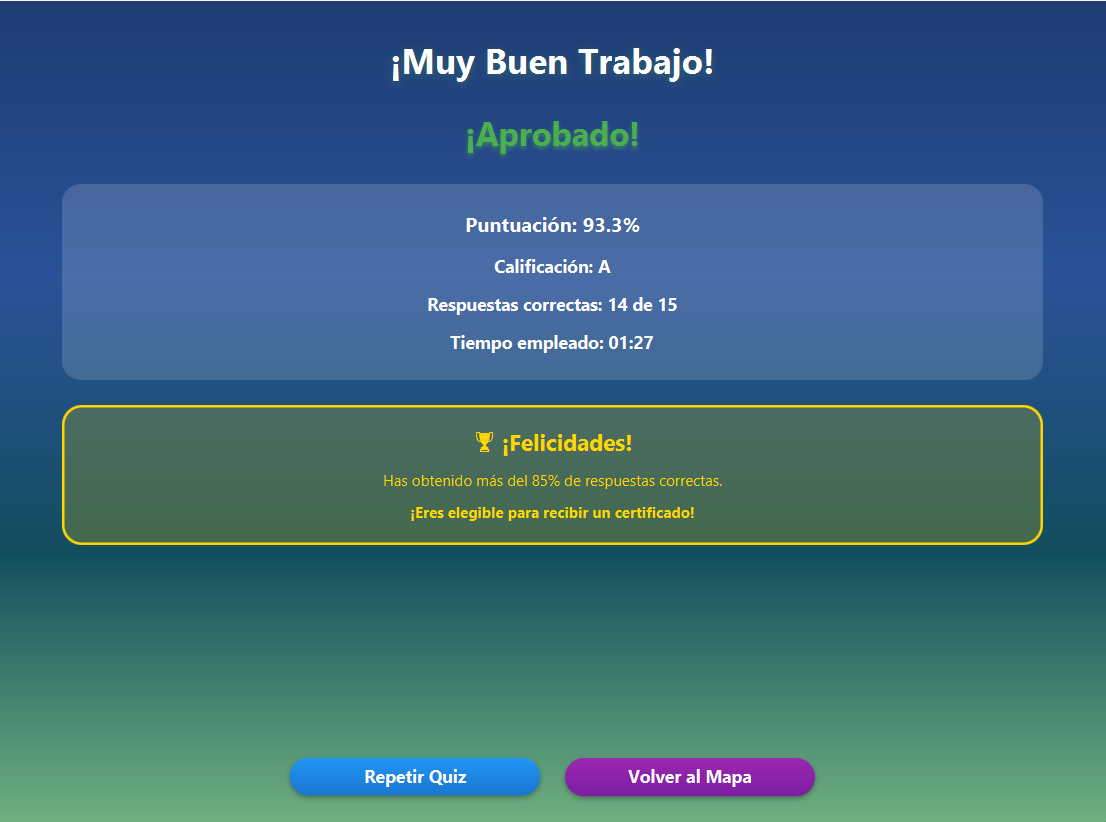 ¡Muy Buen Trabajo!
¡Aprobado!
Puntuación: 93.3%
Calificación: A
Respuestas correctas: 14 de 15
Tiempo empleado: 01:27
🏆 ¡Felicidades!
Has obtenido más del 85% de respuestas correctas.
¡Eres elegible para recibir un certificado!
Repetir Quiz
Volver al Mapa